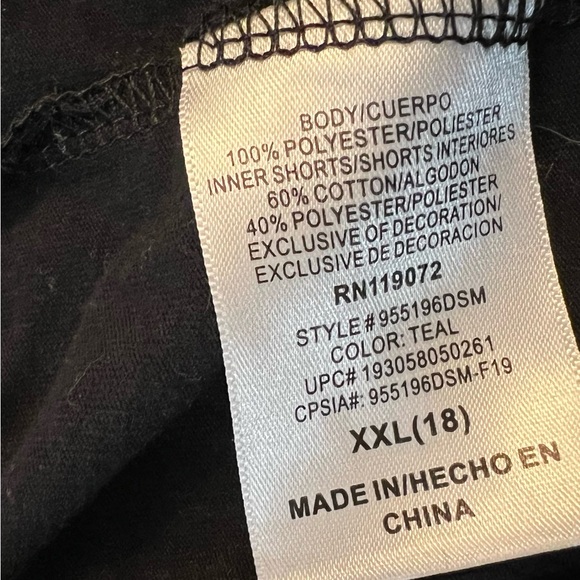 BODY/CUERPO
100% POLYESTER/POLIESTER
INNER SHORTS/SHORTS INTERIORES
60% COTTON/ALGODON
40% POLYESTER/POLIESTER
EXCLUSIVE OF DECORATION/
EXCLUSIVE DE DECORACION
RN119072
STYLE#955196DSM
COLOR: TEAL
UPC# 193058050261
CPSIA#: 955196DSM-F19
XXL(18)
MADE IN/HECHO EN
CHINA